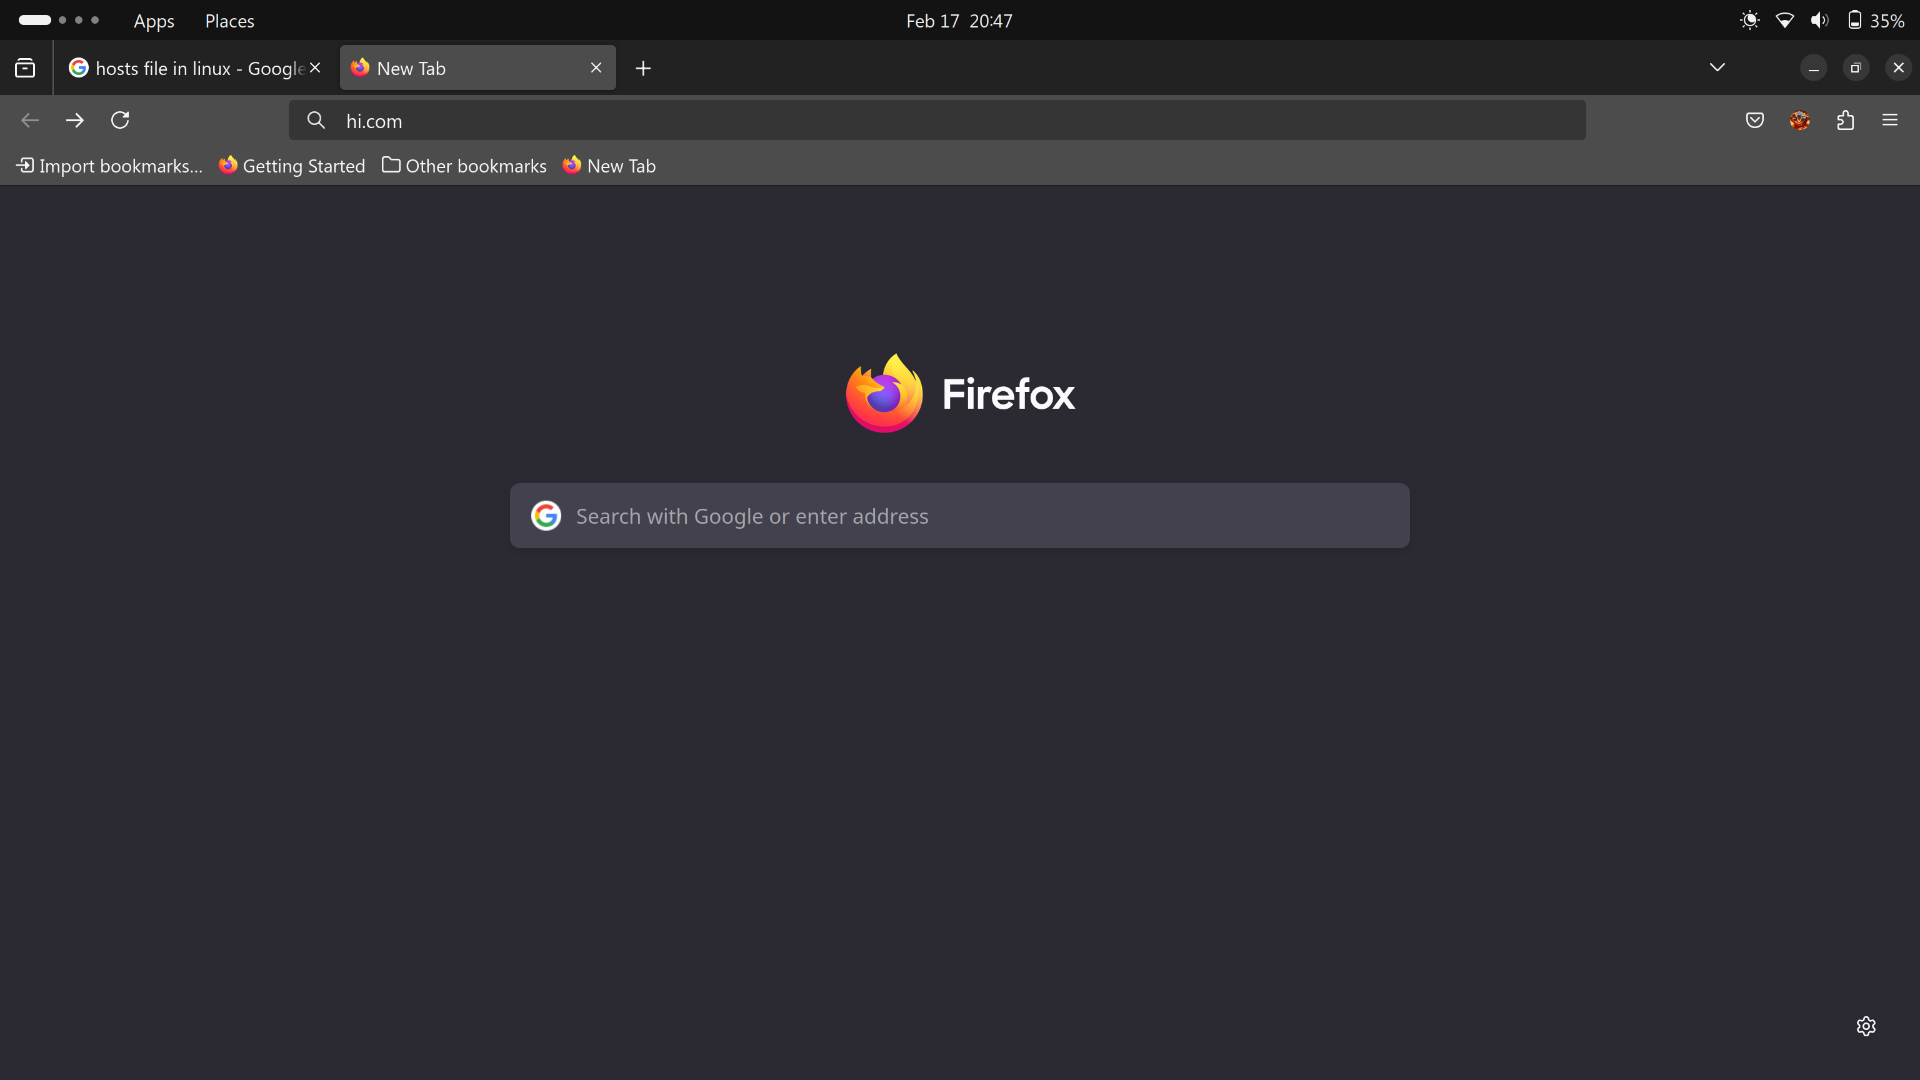 Apps Places Feb 17 20:47 35%
hosts file in linux - Google New Tab
hi.com
Import bookmarks... Getting Started Other bookmarks New Tab
Firefox
Search with Google or enter address